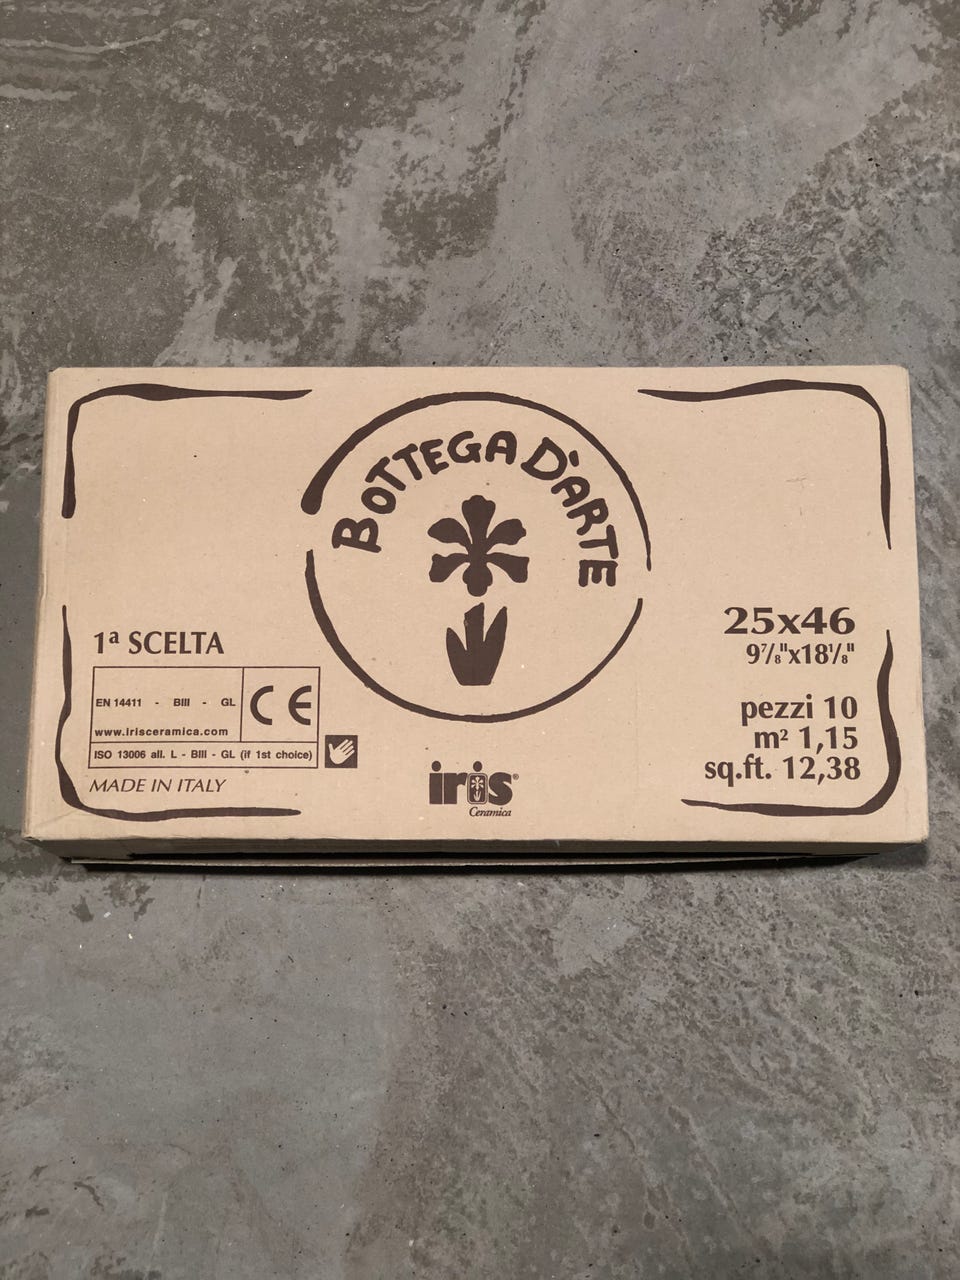 BOTTEGA D'ARTE
1ª SCELTA
EN 14411 - BIII - GL
CE
www.irisceramica.com
ISO 13006 all. L - BIII - GL (if 1st choice)
MADE IN ITALY
iris®
Ceramica
25x46
9⅞"x18⅛"
pezzi 10
m² 1,15
sq.ft. 12,38